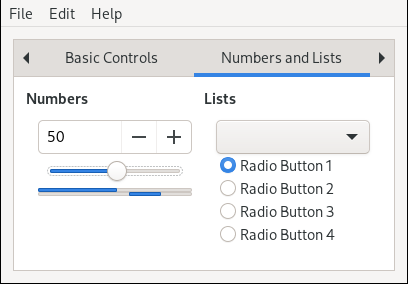 File Edit Help
Basic Controls Numbers and Lists
Numbers Lists
50
Radio Button 1
Radio Button 2
Radio Button 3
Radio Button 4